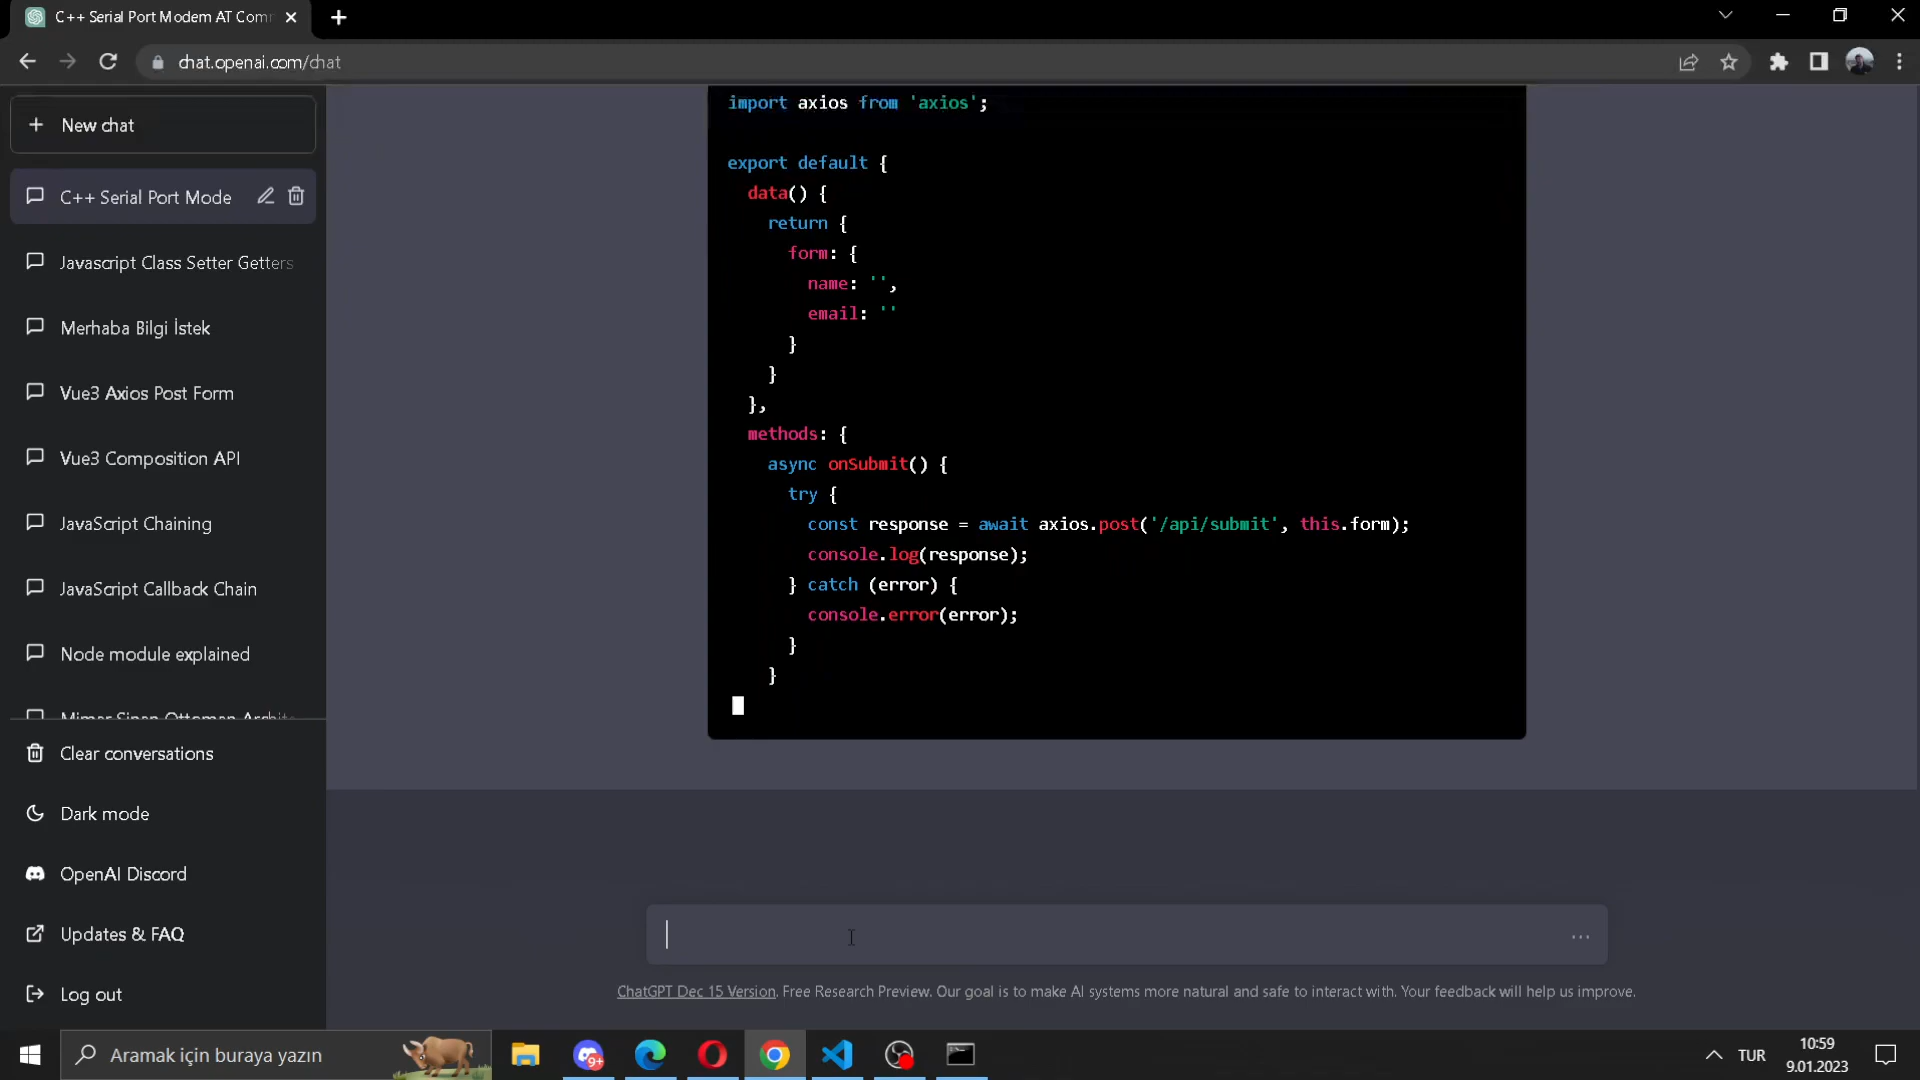 C++ Serial Port Modem AT Comm
chat.openai.com/chat
New chat
C++ Serial Port Mode
Javascript Class Setter Getters
Merhaba Bilgi İstek
Vue3 Axios Post Form
Vue3 Composition API
JavaScript Chaining
JavaScript Callback Chain
Node module explained
Mimar Sinan Ottoman Archite
Clear conversations
Dark mode
OpenAI Discord
Updates & FAQ
Log out
import axios from 'axios';
export default {
data() {
return {
form: {
name: '',
email: ''
}
}
},
methods: {
async onSubmit() {
try {
const response = await axios.post('/api/submit', this.form);
console.log(response);
} catch (error) {
console.error(error);
}
}
ChatGPT Dec 15 Version. Free Research Preview. Our goal is to make AI systems more natural and safe to interact with. Your feedback will help us improve.
Aramak için buraya yazın
9+
TUR
10:59
9.01.2023